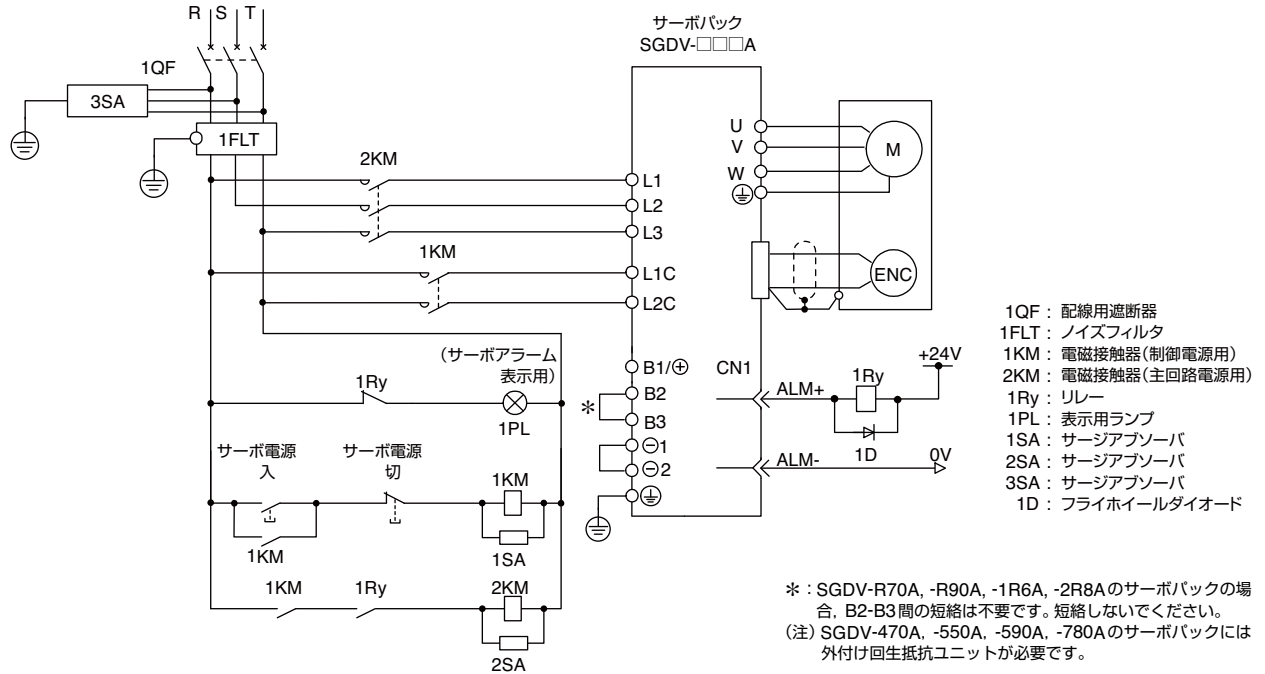 R S T
1QF
3SA
1FLT
2KM
1KM
サーボパック
SGDV-□□□A
U
V
W
M
ENC
L1
L2
L3
L1C
L2C
B1/⊕
B2
B3
⊖1
⊖2
＊
CN1
ALM+
ALM-
1Ry
1D
+24V
0V
(サーボアラーム
表示用)
1Ry
1PL
サーボ電源
入
サーボ電源
切
1KM
1KM
1SA
1KM
1Ry
2KM
2SA
1QF : 配線用遮断器
1FLT : ノイズフィルタ
1KM : 電磁接触器(制御電源用)
2KM : 電磁接触器(主回路電源用)
1Ry : リレー
1PL : 表示用ランプ
1SA : サージアブソーバ
2SA : サージアブソーバ
3SA : サージアブソーバ
1D : フライホイールダイオード
＊ : SGDV-R70A, -R90A, -1R6A, -2R8Aのサーボパックの場
合, B2-B3間の短絡は不要です。短絡しないでください。
(注) SGDV-470A, -550A, -590A, -780Aのサーボパックには
外付け回生抵抗ユニットが必要です。